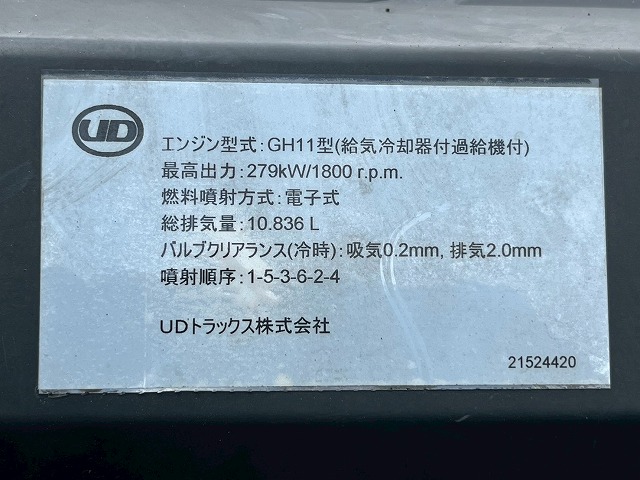 UD
エンジン型式:GH11型(給気冷却器付過給機付)
最高出力:279kW/1800 r.p.m.
燃料噴射方式:電子式
総排気量:10.836 L
バルブクリアランス(冷時):吸気0.2mm, 排気2.0mm
噴射順序:1-5-3-6-2-4
UDトラックス株式会社
21524420